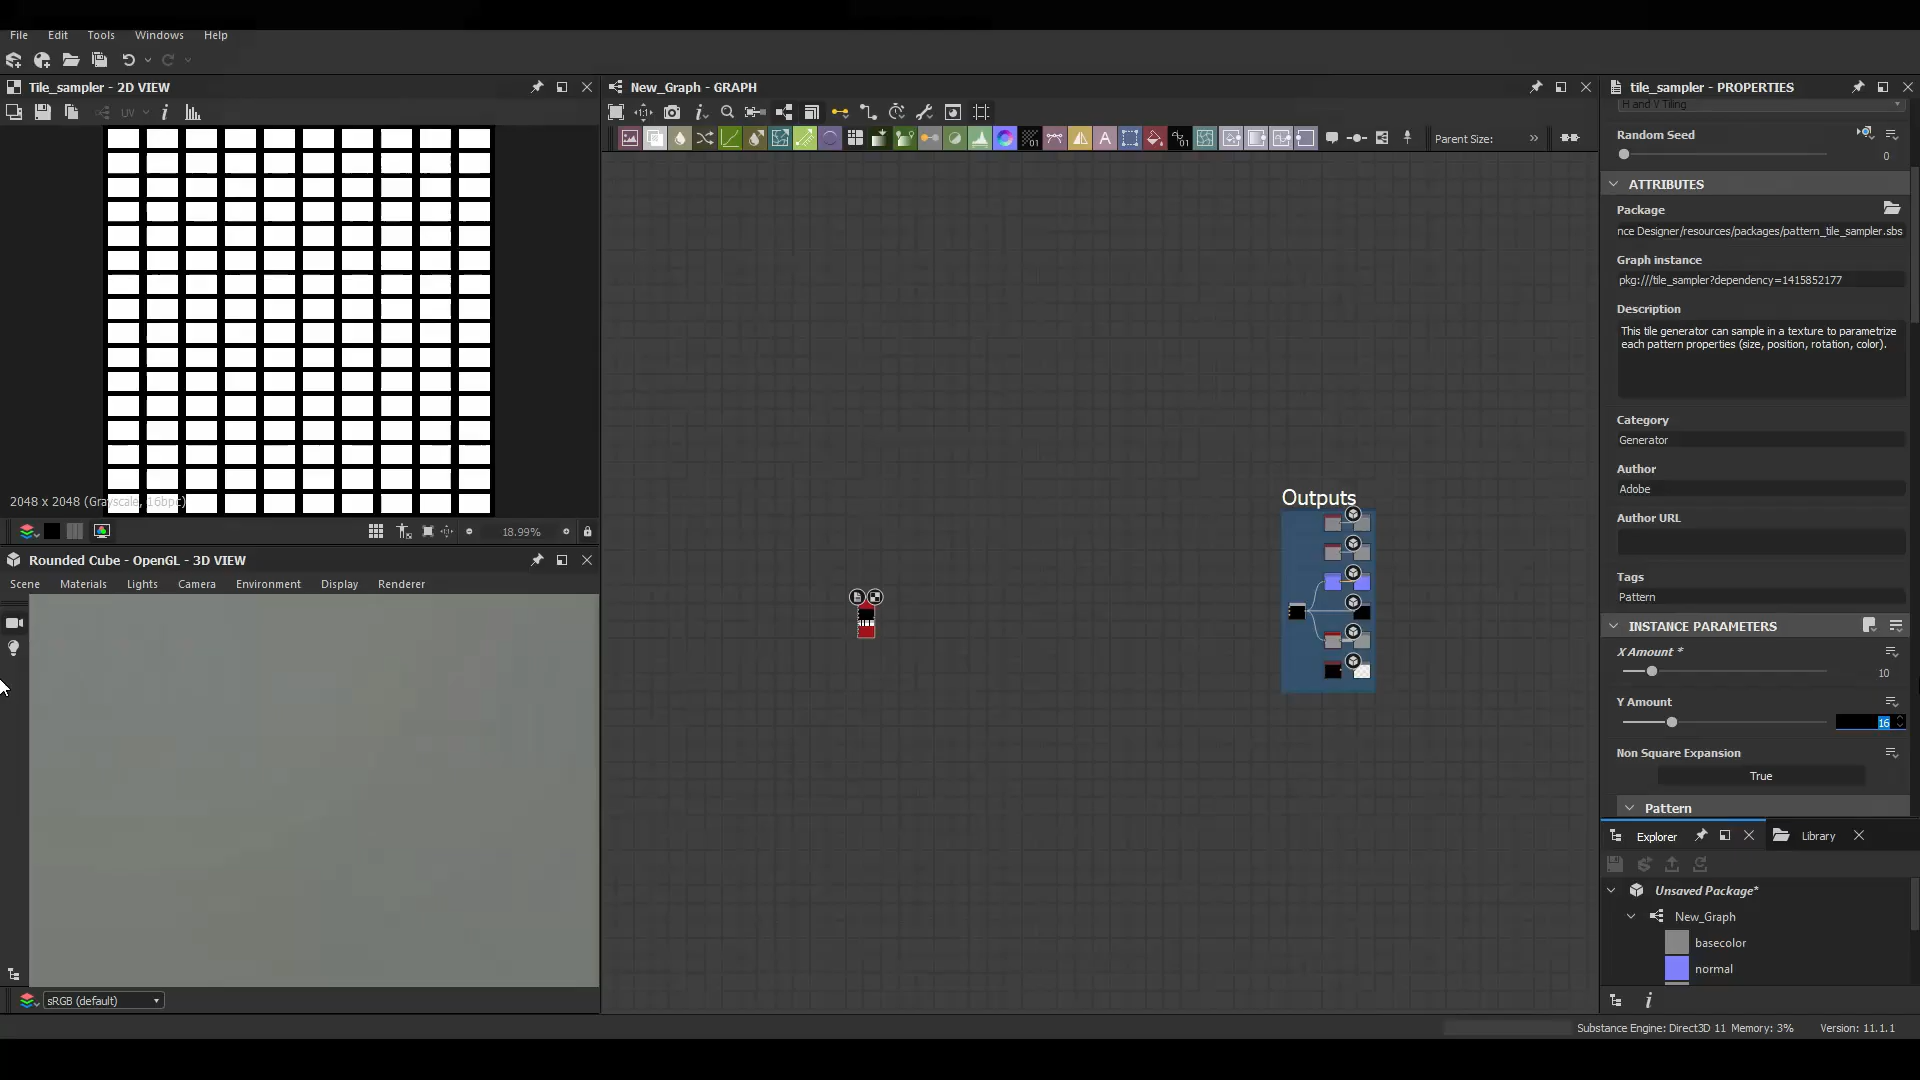 File Edit Tools Windows Help
Tile_sampler - 2D VIEW
New_Graph - GRAPH
tile_sampler - PROPERTIES
H and V Tiling
UV
Parent Size:
Random Seed
0
ATTRIBUTES
Package
nce Designer/resources/packages/pattern_tile_sampler.sbs
Graph instance
pkg:///tile_sampler?dependency=1415852177
Description
This tile generator can sample in a texture to parametrize
each pattern properties (size, position, rotation, color).
Category
Generator
Author
Adobe
Author URL
Tags
Pattern
INSTANCE PARAMETERS
X Amount *
10
Y Amount
16
Non Square Expansion
True
Pattern
2048 x 2048 (Grayscale, 16bpc)
18.99%
Outputs
Rounded Cube - OpenGL - 3D VIEW
Scene Materials Lights Camera Environment Display Renderer
sRGB (default)
Explorer
Library
Unsaved Package*
New_Graph
basecolor
normal
Substance Engine: Direct3D 11 Memory: 3%
Version: 11.1.1